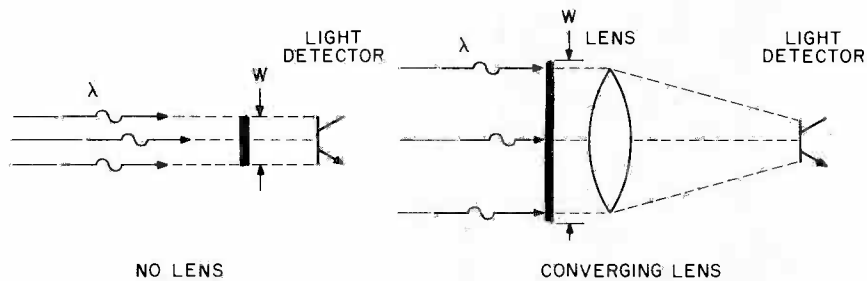 LIGHT
DETECTOR
λ
W
NO LENS
W
λ
LENS
LIGHT
DETECTOR
CONVERGING LENS